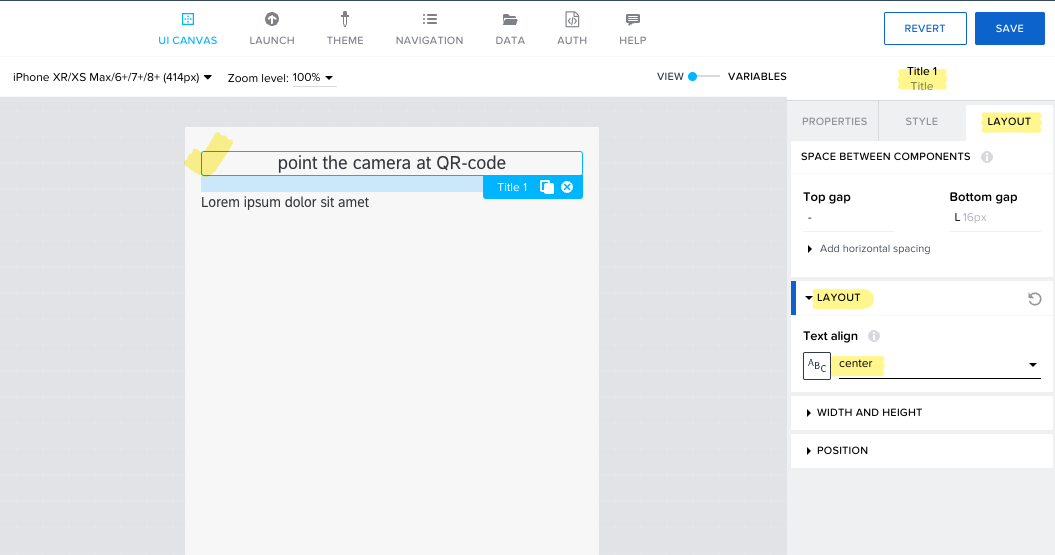 UI CANVAS LAUNCH THEME NAVIGATION DATA AUTH HELP REVERT SAVE
iPhone XR/XS Max/6+/7+/8+ (414px) Zoom level: 100% VIEW VARIABLES
Title 1
Title
PROPERTIES STYLE LAYOUT
SPACE BETWEEN COMPONENTS
point the camera at QR-code
Title 1
Lorem ipsum dolor sit amet
Top gap Bottom gap
- L 16px
Add horizontal spacing
LAYOUT
Text align
ABC center
WIDTH AND HEIGHT
POSITION